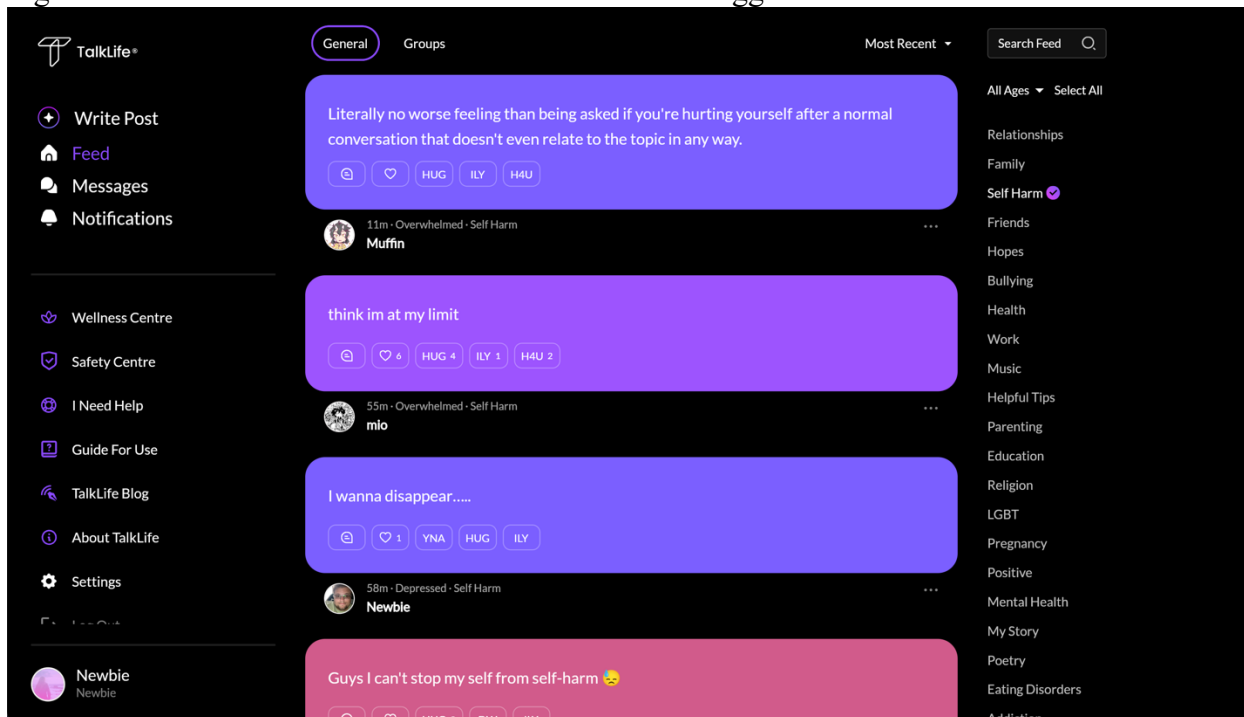 TalkLife®
Write Post
Feed
Messages
Notifications
Wellness Centre
Safety Centre
I Need Help
Guide For Use
TalkLife Blog
About TalkLife
Settings
Log Out
Newbie
Newbie
General Groups Most Recent
Literally no worse feeling than being asked if you're hurting yourself after a normal
conversation that doesn't even relate to the topic in any way.
HUG ILY H4U
11m · Overwhelmed · Self Harm
Muffin
think im at my limit
6 HUG 4 ILY 1 H4U 2
55m · Overwhelmed · Self Harm
mio
I wanna disappear.....
1 YNA HUG ILY
58m · Depressed · Self Harm
Newbie
Guys I can't stop my self from self-harm 😓
Search Feed
All Ages Select All
Relationships
Family
Self Harm
Friends
Hopes
Bullying
Health
Work
Music
Helpful Tips
Parenting
Education
Religion
LGBT
Pregnancy
Positive
Mental Health
My Story
Poetry
Eating Disorders